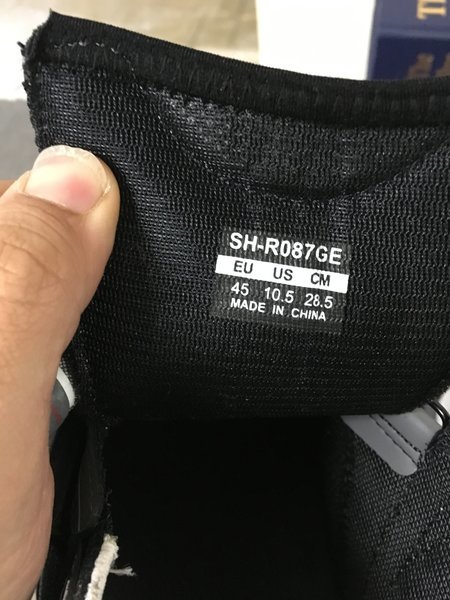 SH-R087GE
EU US CM
45 10.5 28.5
MADE IN CHINA